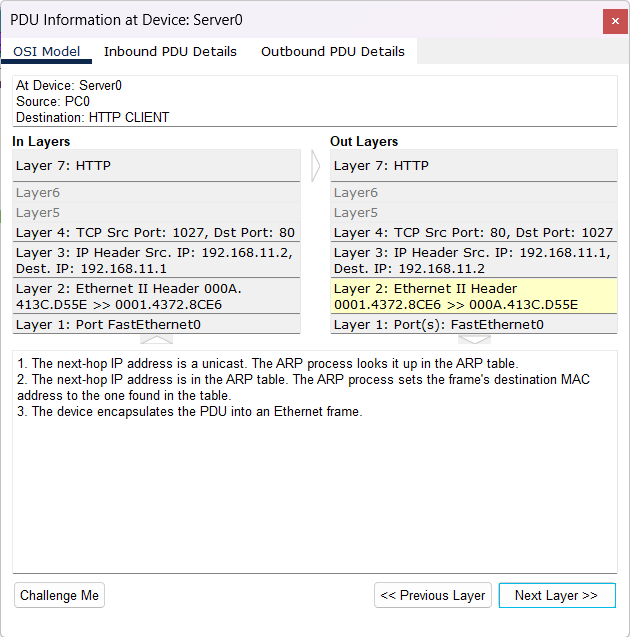 PDU Information at Device: Server0
OSI Model Inbound PDU Details Outbound PDU Details
At Device: Server0
Source: PC0
Destination: HTTP CLIENT
In Layers
Layer 7: HTTP
Layer6
Layer5
Layer 4: TCP Src Port: 1027, Dst Port: 80
Layer 3: IP Header Src. IP: 192.168.11.2,
Dest. IP: 192.168.11.1
Layer 2: Ethernet II Header 000A.
413C.D55E >> 0001.4372.8CE6
Layer 1: Port FastEthernet0
Out Layers
Layer 7: HTTP
Layer6
Layer5
Layer 4: TCP Src Port: 80, Dst Port: 1027
Layer 3: IP Header Src. IP: 192.168.11.1,
Dest. IP: 192.168.11.2
Layer 2: Ethernet II Header
0001.4372.8CE6 >> 000A.413C.D55E
Layer 1: Port(s): FastEthernet0
1. The next-hop IP address is a unicast. The ARP process looks it up in the ARP table.
2. The next-hop IP address is in the ARP table. The ARP process sets the frame's destination MAC
address to the one found in the table.
3. The device encapsulates the PDU into an Ethernet frame.
Challenge Me << Previous Layer Next Layer >>